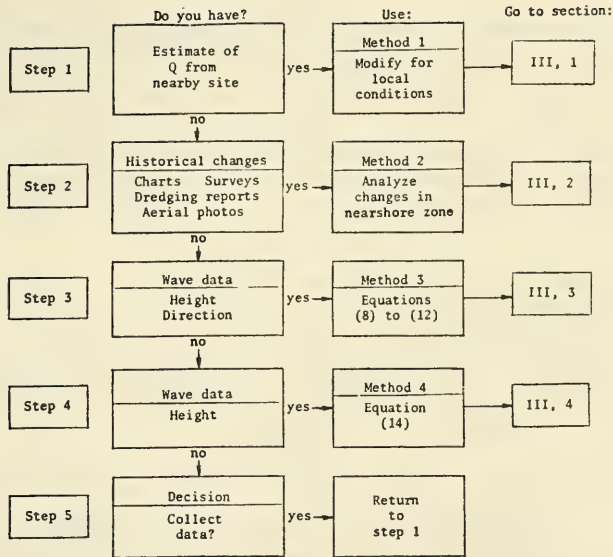 Do you have?
Use:
Go to section:
Step 1
Estimate of
Q from
nearby site
yes
Method 1
Modify for
local
conditions
III, 1
no
Step 2
Historical changes
Charts Surveys
Dredging reports
Aerial photos
yes
Method 2
Analyze
changes in
nearshore zone
III, 2
no
Step 3
Wave data
Height
Direction
yes
Method 3
Equations
(8) to (12)
III, 3
no
Step 4
Wave data
Height
yes
Method 4
Equation
(14)
III, 4
no
Step 5
Decision
Collect
data?
yes
Return
to
step 1